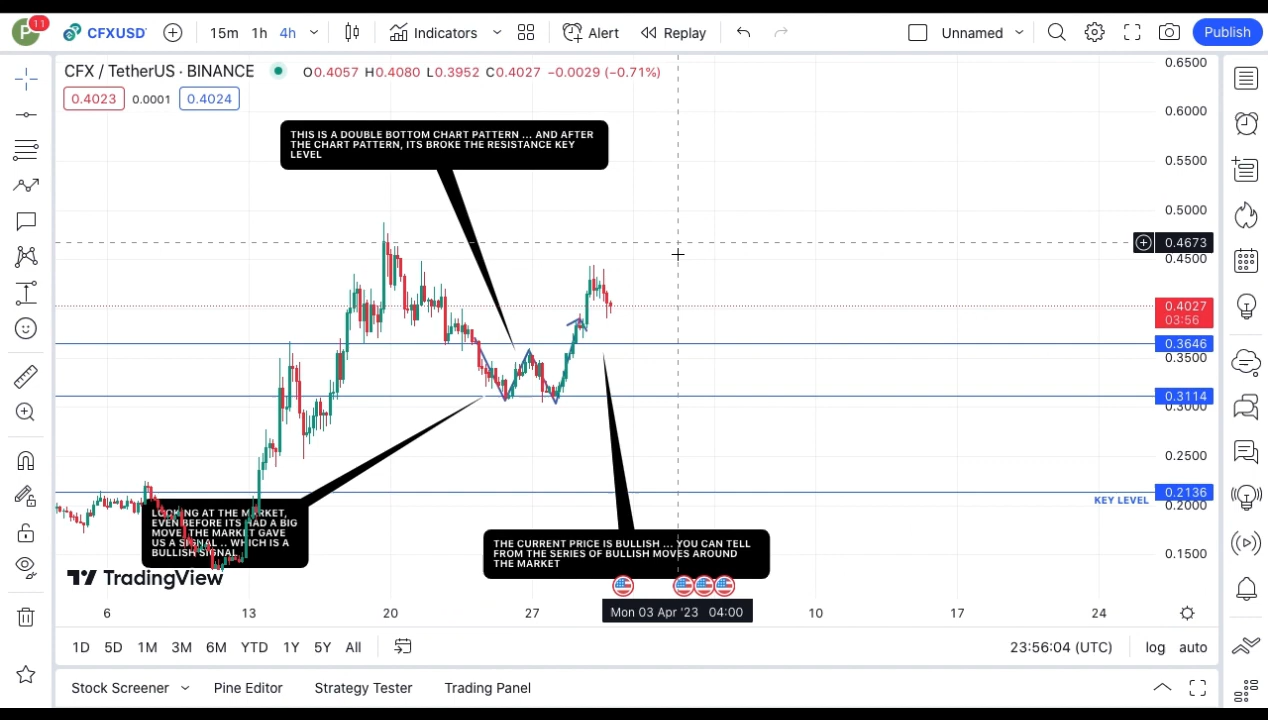 P 11 CFXUSD 15m 1h 4h Indicators Alert Replay Unnamed Publish
CFX / TetherUS · BINANCE O0.4057 H0.4080 L0.3952 C0.4027 −0.0029 (−0.71%)
0.4023 0.0001 0.4024
THIS IS A DOUBLE BOTTOM CHART PATTERN ... AND AFTER
THE CHART PATTERN, ITS BROKE THE RESISTANCE KEY
LEVEL
0.6500
0.6000
0.5500
0.5000
0.4673
0.4500
0.4027
03:56
0.3646
0.3500
0.3114
0.3000
0.2500
0.2136
KEY LEVEL
0.2000
0.1500
LOOKING AT THE MARKET,
EVEN BEFORE ITS HAD A BIG
MOVE, THE MARKET GAVE
US A SIGNAL .. WHICH IS A
BULLISH SIGNAL
THE CURRENT PRICE IS BULLISH ... YOU CAN TELL
FROM THE SERIES OF BULLISH MOVES AROUND
THE MARKET
TradingView
6 13 20 27 Mon 03 Apr '23 04:00 10 17 24
1D 5D 1M 3M 6M YTD 1Y 5Y All 23:56:04 (UTC) log auto
Stock Screener Pine Editor Strategy Tester Trading Panel